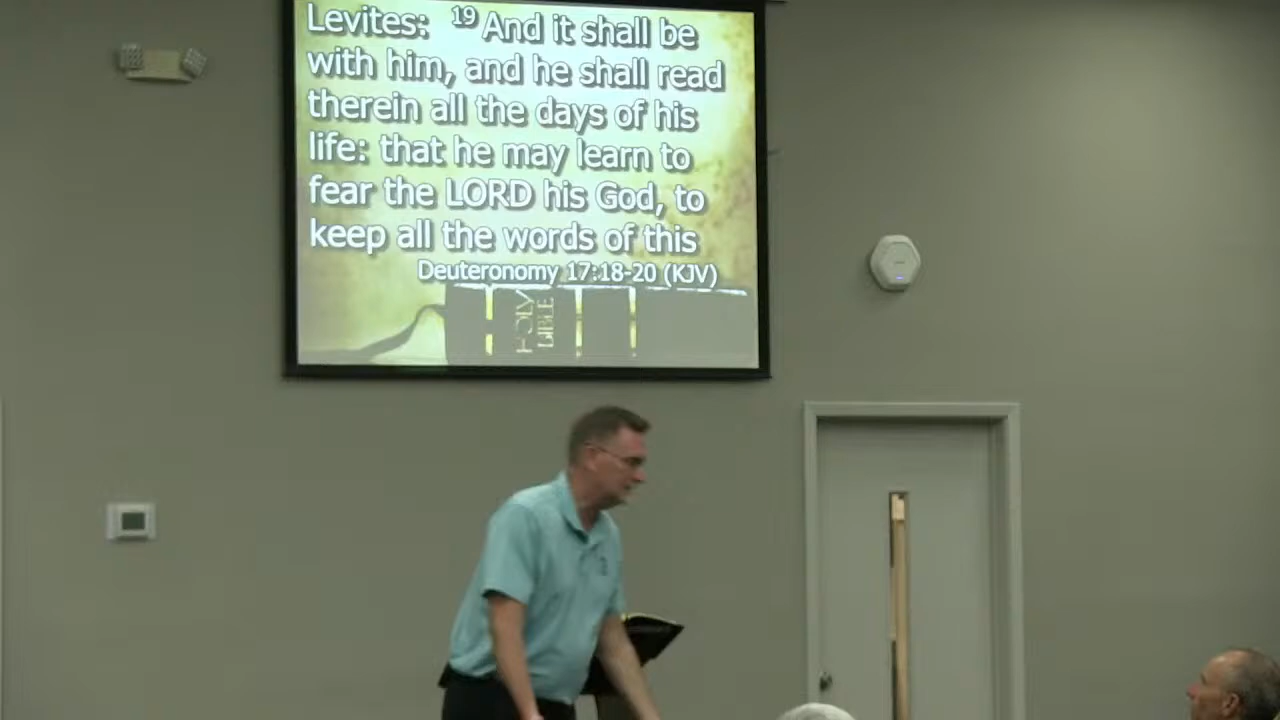 Levites: 19 And it shall be
with him, and he shall read
therein all the days of his
life: that he may learn to
fear the LORD his God, to
keep all the words of this
Deuteronomy 17:18-20 (KJV)
HOLY
BIBLE